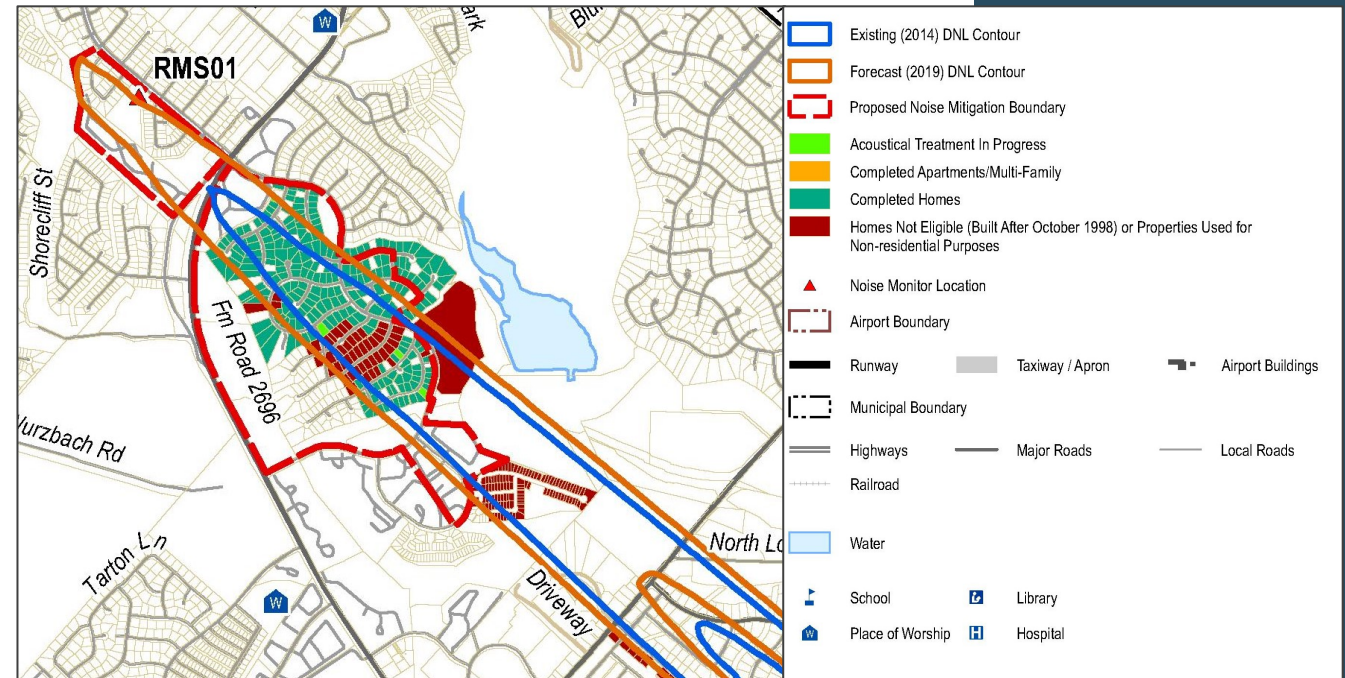 W
ark
RMS01
Shorecliff St
Fm Road 2696
Wurzbach Rd
Tarton Ln
W
North Lo
Driveway
Existing (2014) DNL Contour
Forecast (2019) DNL Contour
Proposed Noise Mitigation Boundary
Acoustical Treatment In Progress
Completed Apartments/Multi-Family
Completed Homes
Homes Not Eligible (Built After October 1998) or Properties Used for
Non-residential Purposes
Noise Monitor Location
Airport Boundary
Runway Taxiway / Apron Airport Buildings
Municipal Boundary
Highways Major Roads Local Roads
Railroad
Water
School Library
W Place of Worship H Hospital